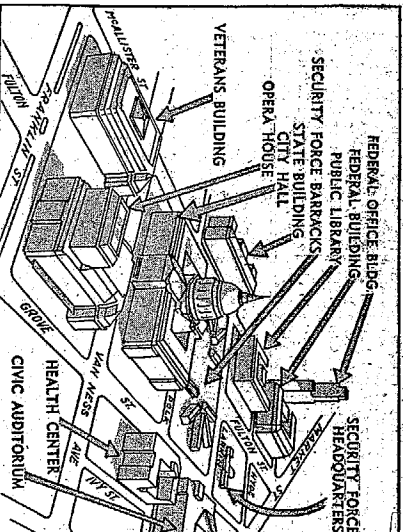 McALLISTER ST
FULTON
FRANKLIN ST.
VETERANS BUILDING
OPERA HOUSE
CITY HALL
STATE BUILDING
SECURITY FORCE BARRACKS
PUBLIC LIBRARY
FEDERAL BUILDING
FEDERAL OFFICE BLDG.
SECURITY FORCE
HEADQUARTERS
MARKET ST
FULTON ST.
GROVE
ST.
VAN NESS
AVE
IVY ST.
HEALTH CENTER
CIVIC AUDITORIUM